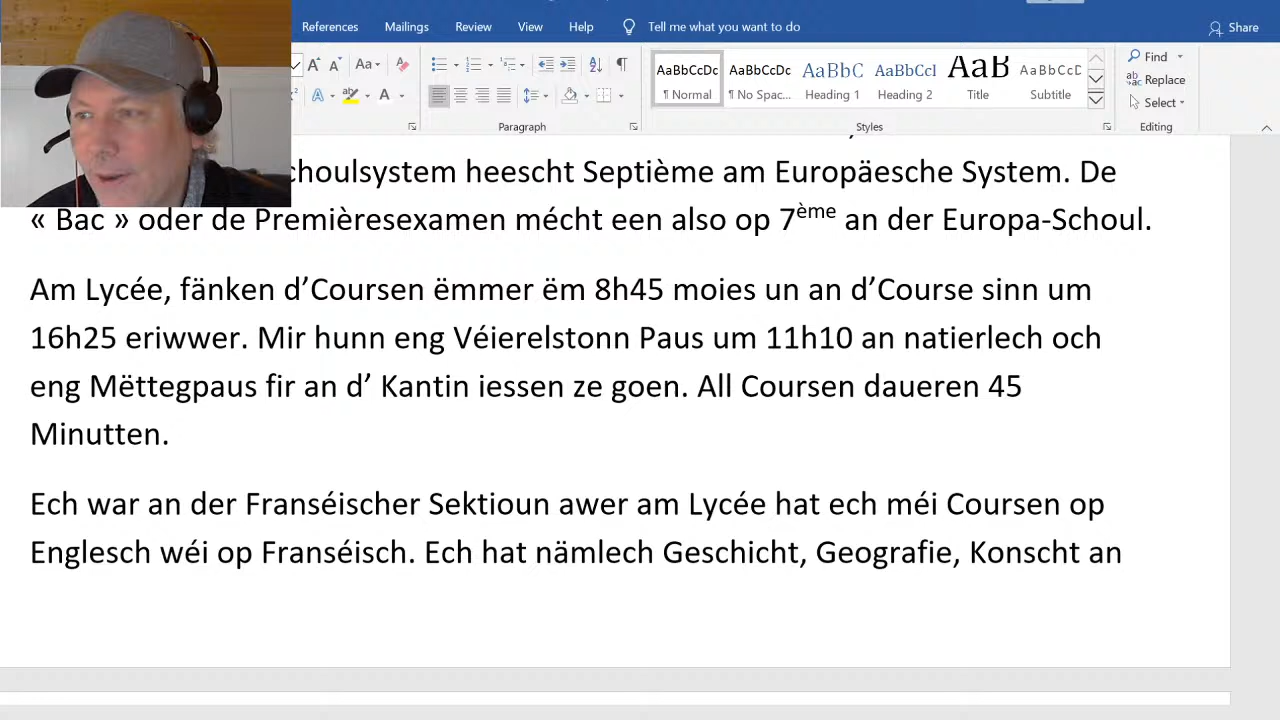 References Mailings Review View Help Tell me what you want to do Share
Aa
A A
AaBbCcDc AaBbCcDc AaBbC AaBbCcI AaB AaBbCcD
¶ Normal ¶ No Spac... Heading 1 Heading 2 Title Subtitle
Find
Replace
Select
Paragraph Styles Editing
choulsystem heescht Septième am Europäesche System. De
« Bac » oder de Premièresexamen mécht een also op 7ème an der Europa-Schoul.
Am Lycée, fänken d’Coursen ëmmer ëm 8h45 moies un an d’Course sinn um
16h25 eriwwer. Mir hunn eng Véierelstonn Paus um 11h10 an natierlech och
eng Mëttegpaus fir an d’ Kantin iessen ze goen. All Coursen daueren 45
Minutten.
Ech war an der Franséischer Sektioun awer am Lycée hat ech méi Coursen op
Englesch wéi op Franséisch. Ech hat nämlech Geschicht, Geografie, Konscht an